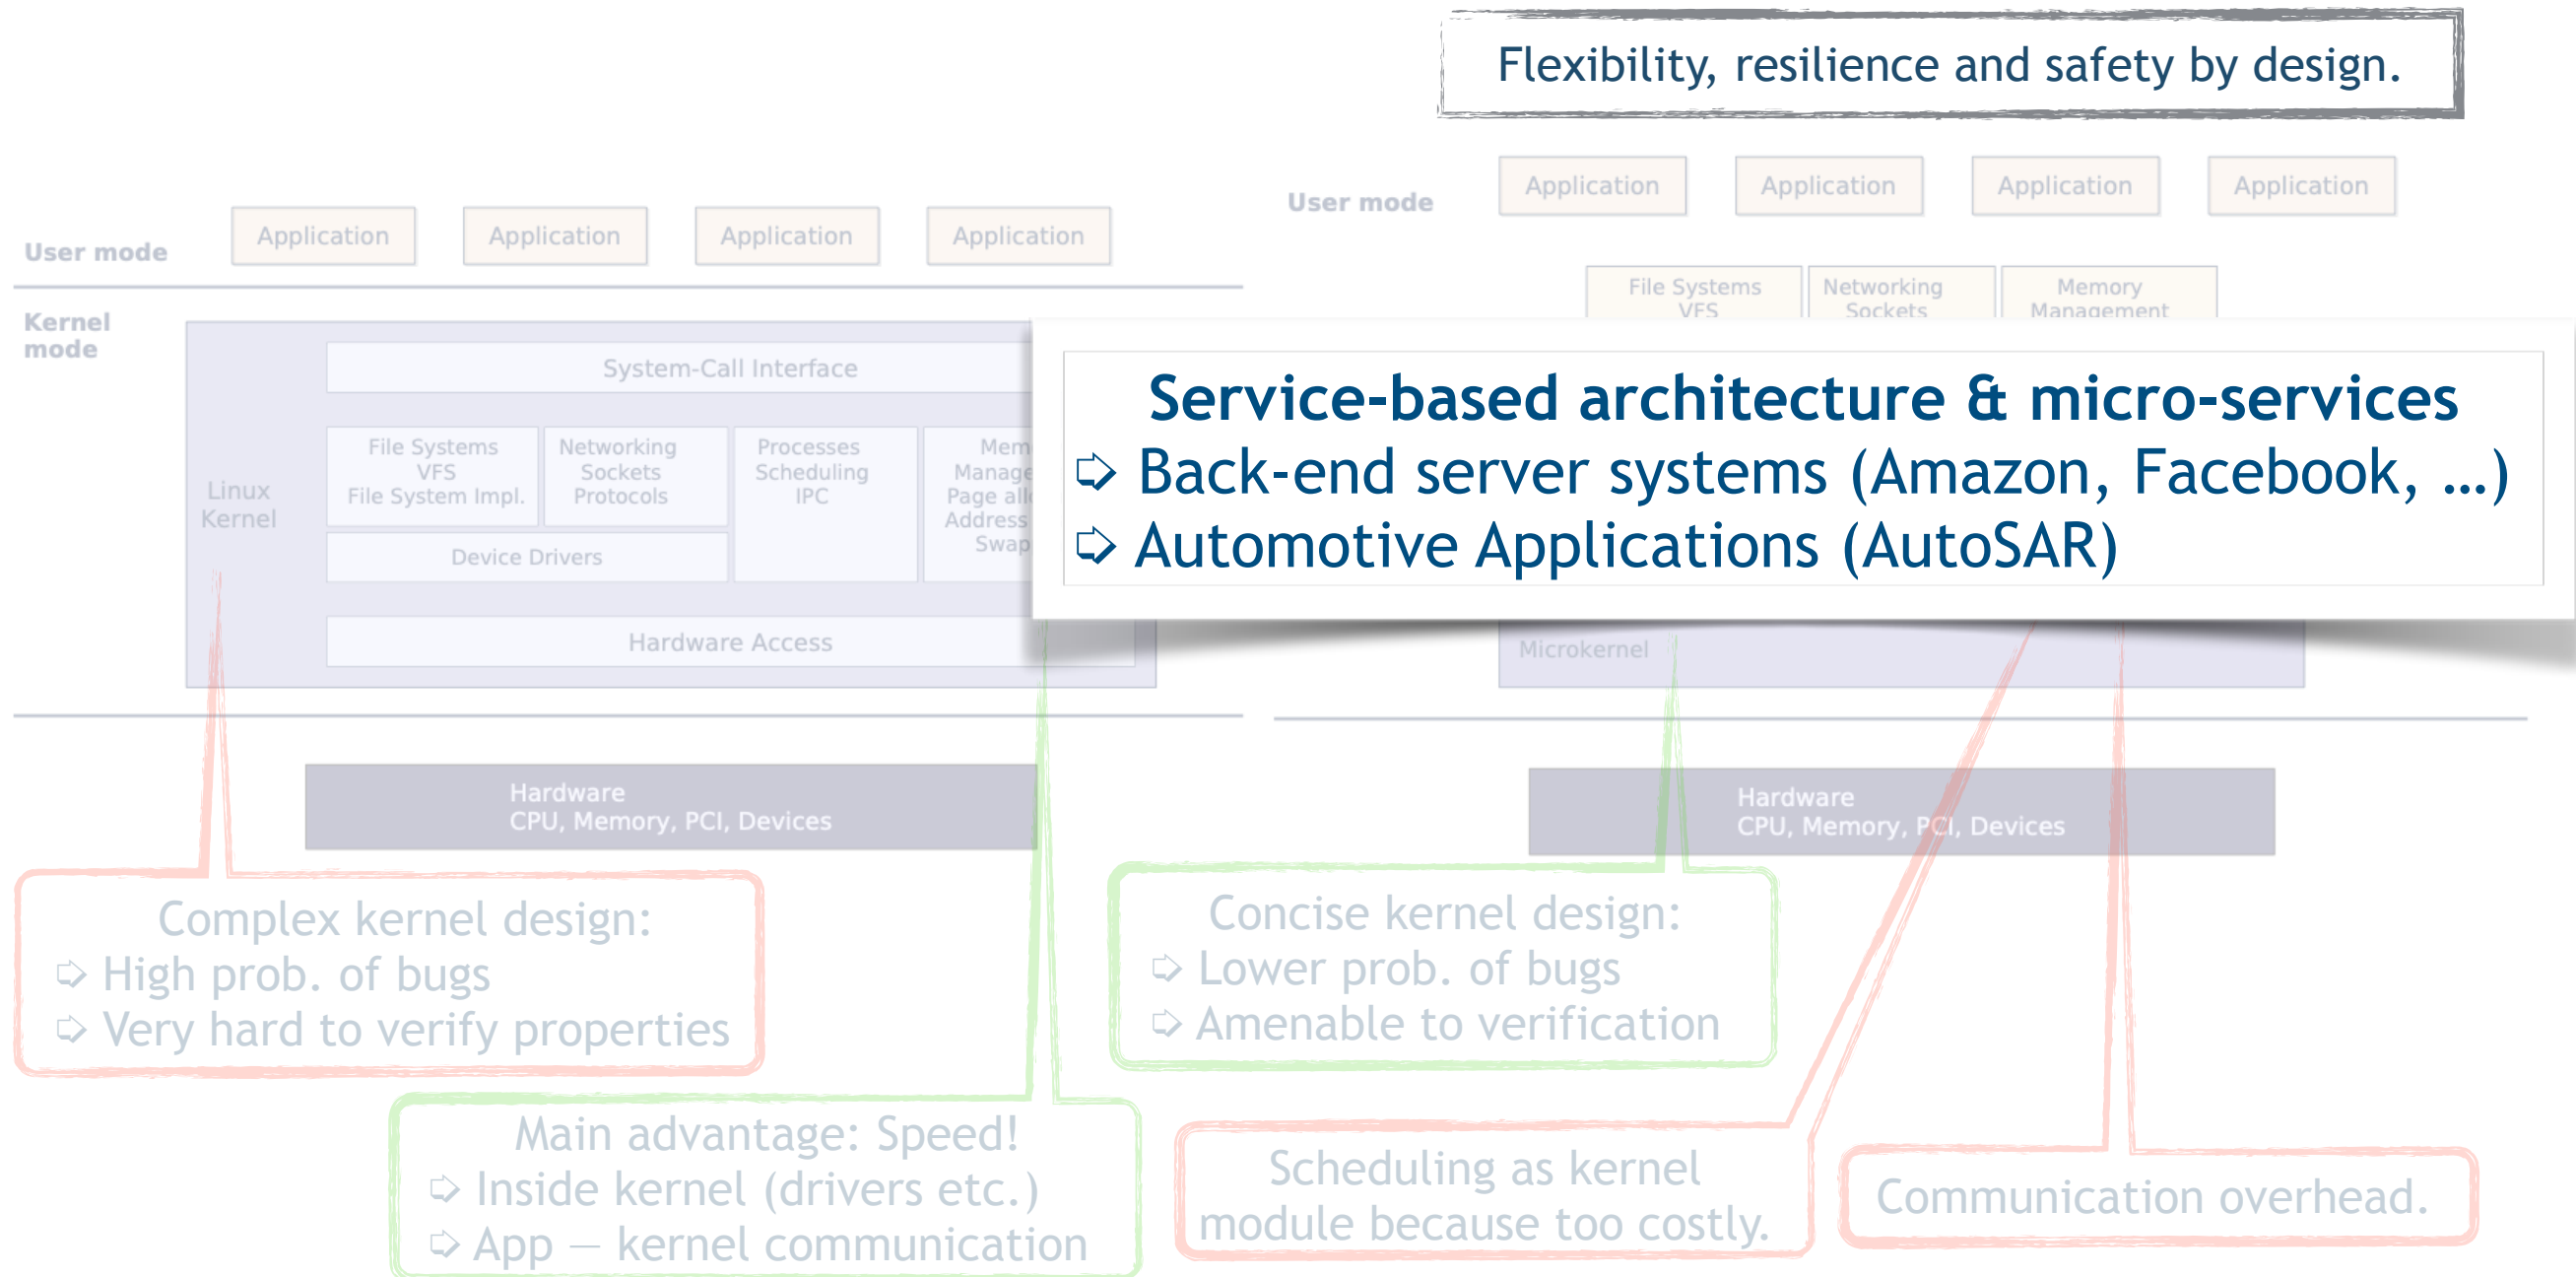 Flexibility, resilience and safety by design.
User mode
Application
Application
Application
Application
Kernel
mode
Linux
Kernel
System-Call Interface
File Systems
VFS
File System Impl.
Networking
Sockets
Protocols
Processes
Scheduling
IPC
Device Drivers
Hardware Access
Hardware
CPU, Memory, PCI, Devices
User mode
Application
Application
Application
Application
File Systems
VFS
Networking
Sockets
Memory
Management
Service-based architecture & micro-services
➩ Back-end server systems (Amazon, Facebook, …)
➩ Automotive Applications (AutoSAR)
Microkernel
Hardware
CPU, Memory, PCI, Devices
Complex kernel design:
➩ High prob. of bugs
➩ Very hard to verify properties
Main advantage: Speed!
➩ Inside kernel (drivers etc.)
➩ App — kernel communication
Concise kernel design:
➩ Lower prob. of bugs
➩ Amenable to verification
Scheduling as kernel
module because too costly.
Communication overhead.